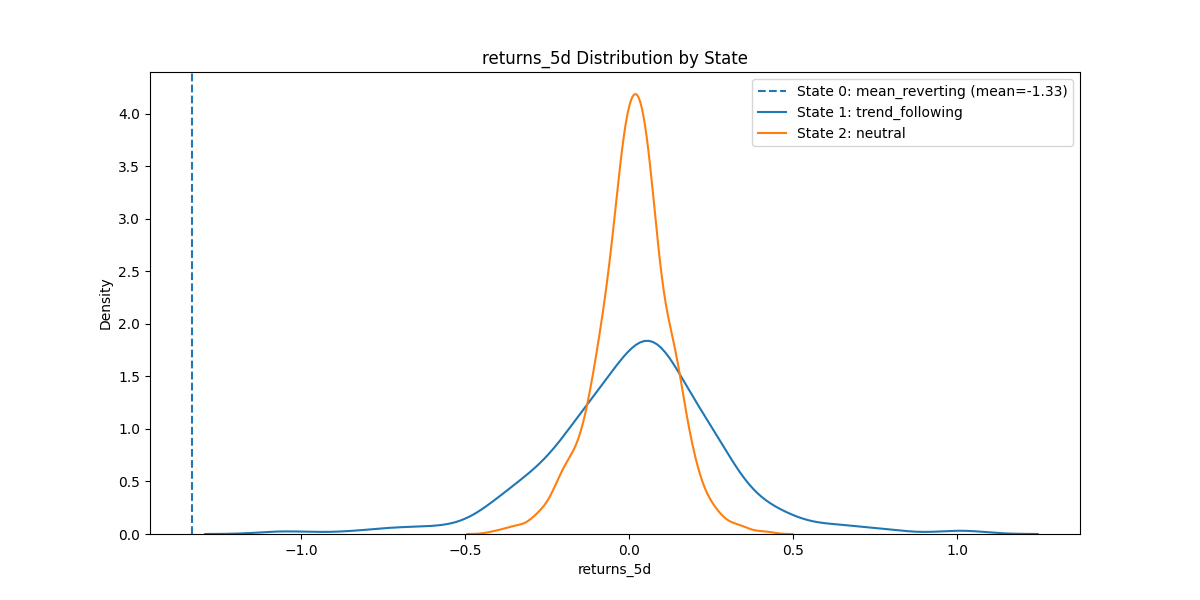 returns_5d Distribution by State
State 0: mean_reverting (mean=-1.33)
State 1: trend_following
State 2: neutral
Density
4.0
3.5
3.0
2.5
2.0
1.5
1.0
0.5
0.0
−1.0
−0.5
0.0
0.5
1.0
returns_5d